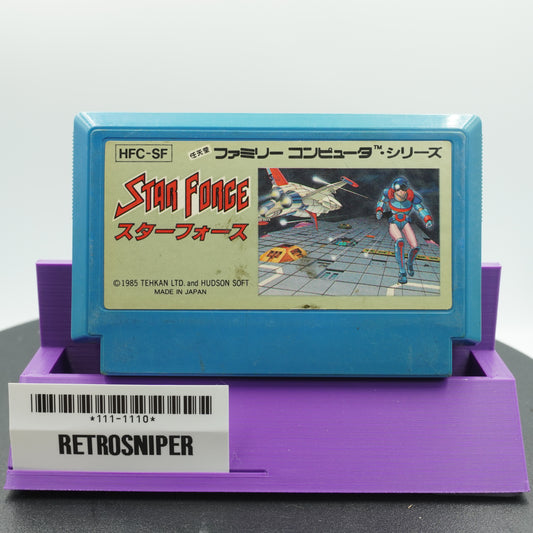 HFC-SF
任天堂 ファミリー コンピュータ™・シリーズ
STAR FORCE
スターフォース
©1985 TEHKAN LTD. and HUDSON SOFT
MADE IN JAPAN
*111-1110*
RETROSNIPER